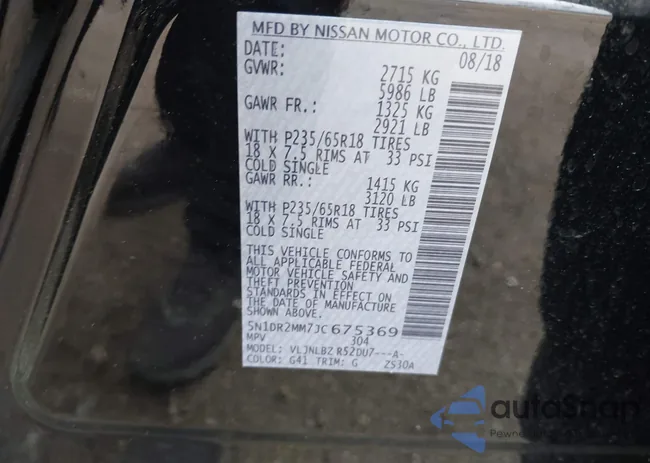 MFD BY NISSAN MOTOR CO., LTD.
DATE: 08/18
GVWR: 2715 KG
5986 LB
GAWR FR.: 1325 KG
2921 LB
WITH P235/65R18 TIRES
18 X 7.5 RIMS AT 33 PSI
COLD SINGLE
GAWR RR.: 1415 KG
3120 LB
WITH P235/65R18 TIRES
18 X 7.5 RIMS AT 33 PSI
COLD SINGLE
THIS VEHICLE CONFORMS TO
ALL APPLICABLE FEDERAL
MOTOR VEHICLE SAFETY AND
THEFT PREVENTION
STANDARDS IN EFFECT ON
THE DATE OF MANUFACTURE
SHOWN ABOVE.
5N1DR2MM7JC675369
MPV 304
MODEL: VLJNLBZ R52DU7---A-
COLOR: G41 TRIM: G ZS30A
autoSnap